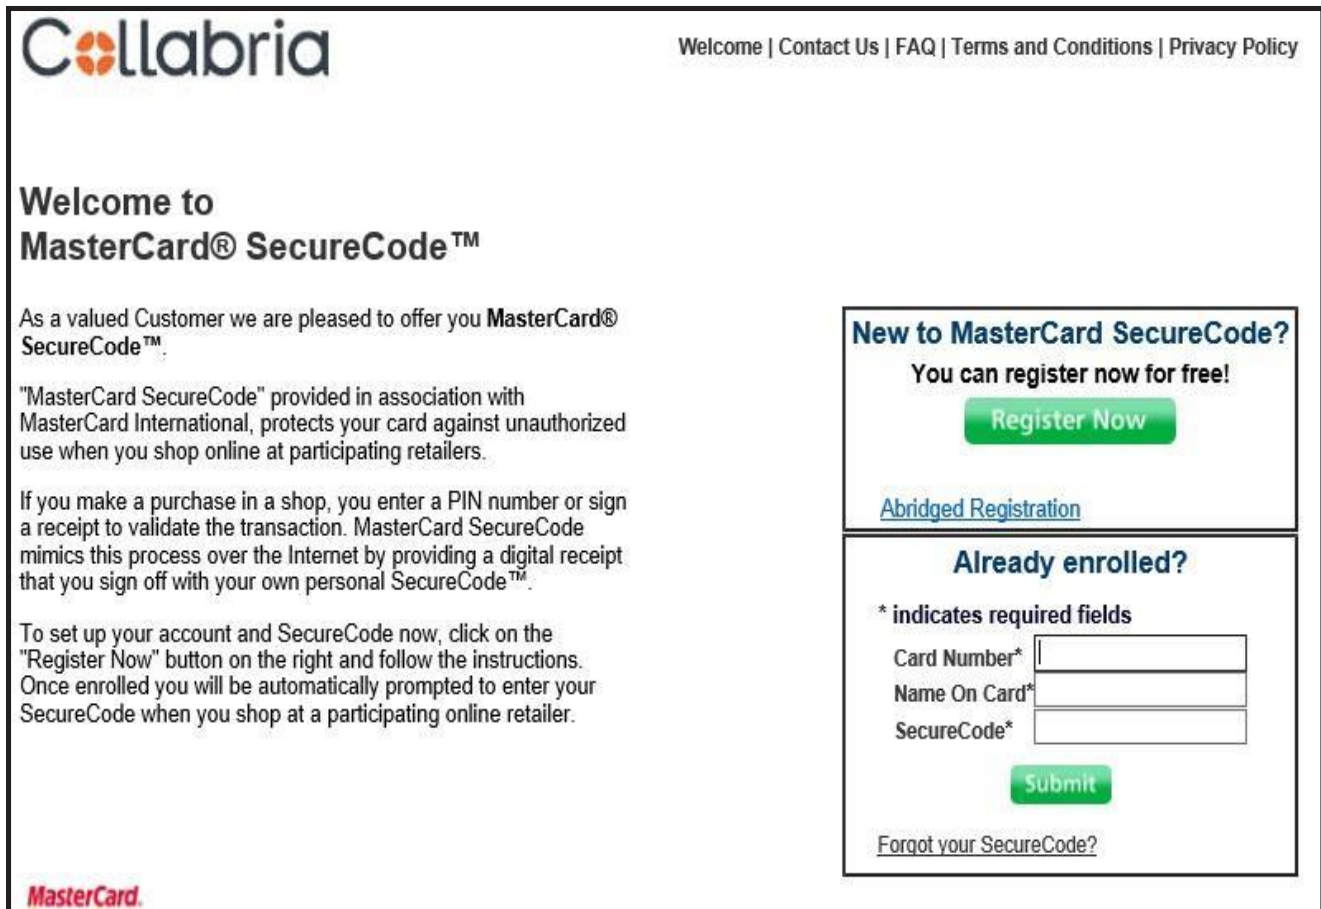 Collabria
Welcome | Contact Us | FAQ | Terms and Conditions | Privacy Policy
Welcome to
MasterCard® SecureCode™
As a valued Customer we are pleased to offer you MasterCard®
SecureCode™.
"MasterCard SecureCode" provided in association with
MasterCard International, protects your card against unauthorized
use when you shop online at participating retailers.
If you make a purchase in a shop, you enter a PIN number or sign
a receipt to validate the transaction. MasterCard SecureCode
mimics this process over the Internet by providing a digital receipt
that you sign off with your own personal SecureCode™.
To set up your account and SecureCode now, click on the
"Register Now" button on the right and follow the instructions.
Once enrolled you will be automatically prompted to enter your
SecureCode when you shop at a participating online retailer.
New to MasterCard SecureCode?
You can register now for free!
Register Now
Abridged Registration
Already enrolled?
* indicates required fields
Card Number*
Name On Card*
SecureCode*
Submit
Forgot your SecureCode?
MasterCard.